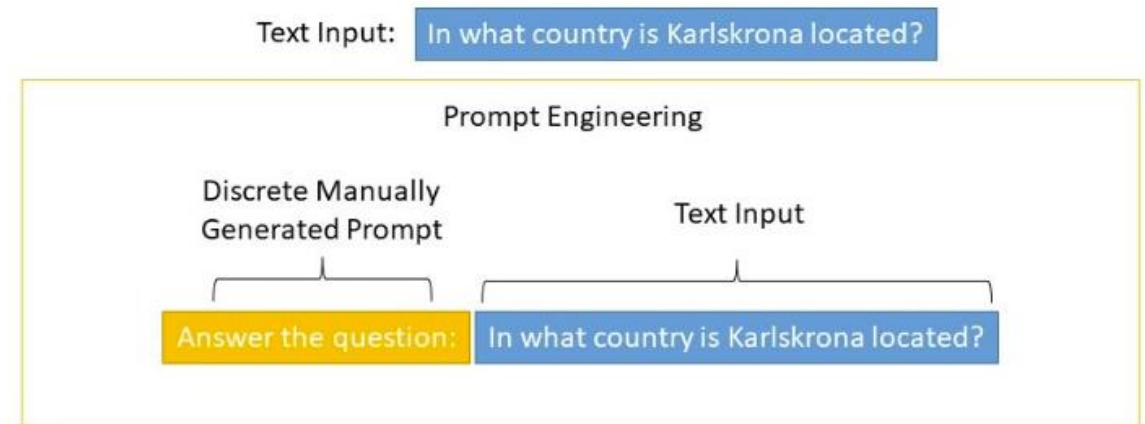 Text Input: In what country is Karlskrona located?
Prompt Engineering
Discrete Manually
Generated Prompt
Text Input
Answer the question: In what country is Karlskrona located?